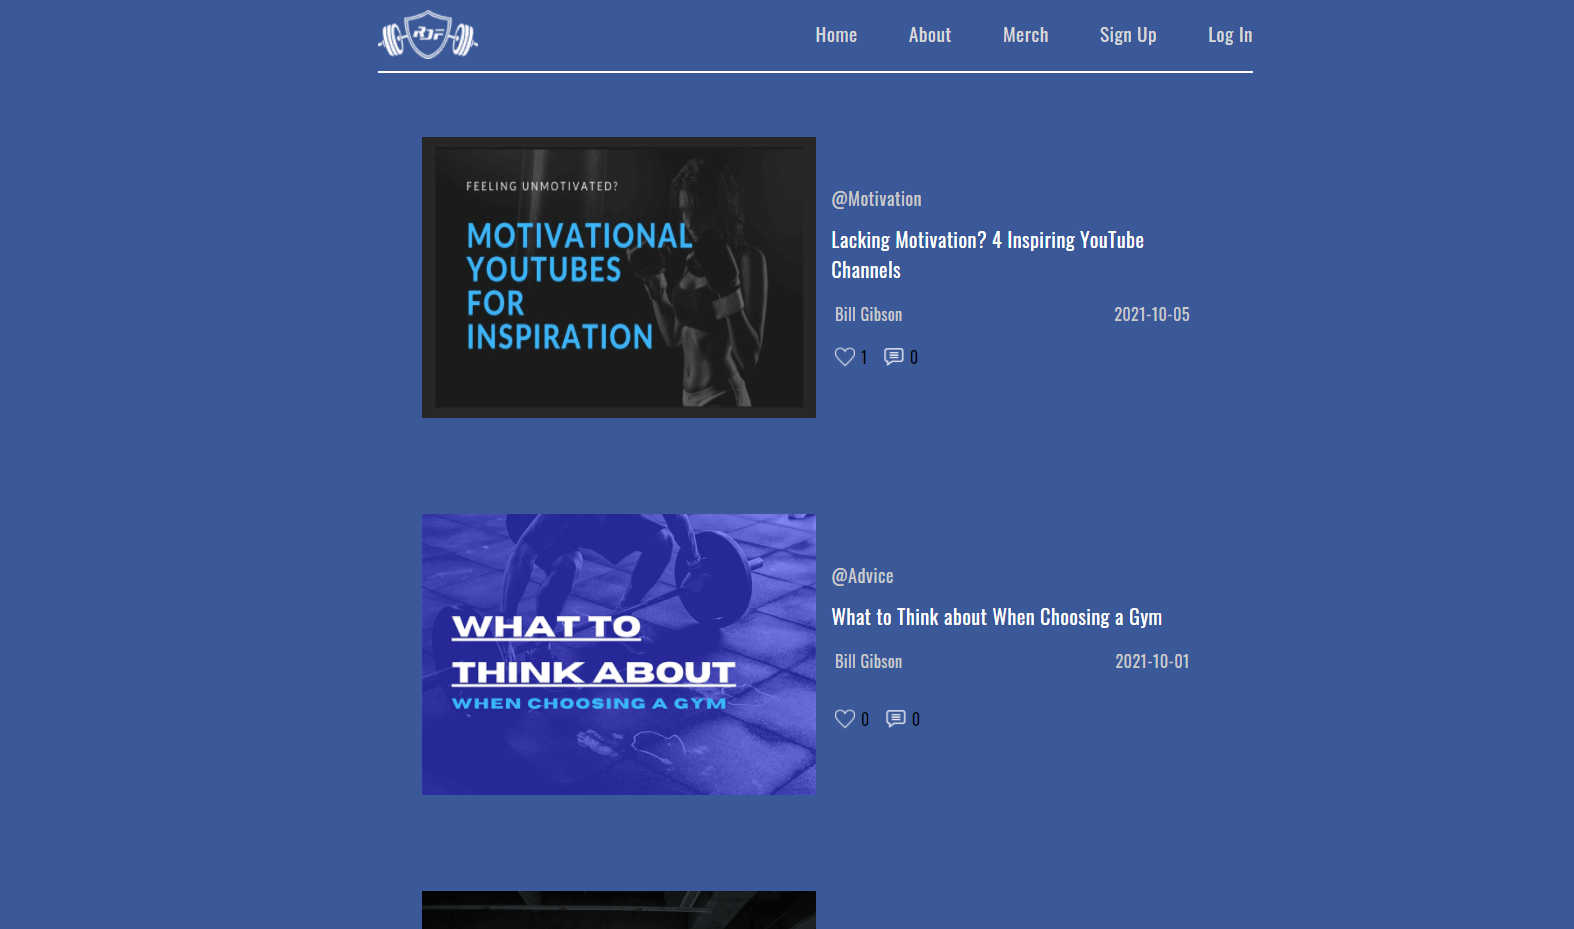 RDF
Home About Merch Sign Up Log In
FEELING UNMOTIVATED?
MOTIVATIONAL
YOUTUBES
FOR
INSPIRATION
@Motivation
Lacking Motivation? 4 Inspiring YouTube
Channels
Bill Gibson 2021-10-05
1 0
WHAT TO
THINK ABOUT
WHEN CHOOSING A GYM
@Advice
What to Think about When Choosing a Gym
Bill Gibson 2021-10-01
0 0